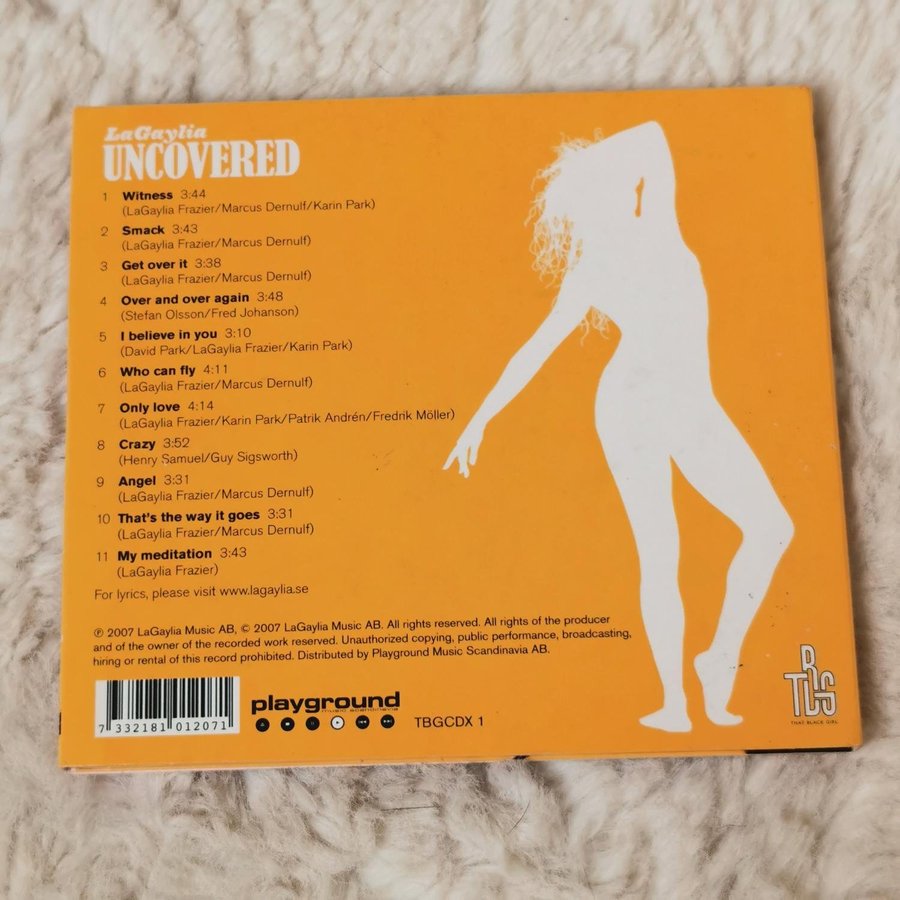 LaGaylia
UNCOVERED
1 Witness 3:44
(LaGaylia Frazier/Marcus Dernulf/Karin Park)
2 Smack 3:43
(LaGaylia Frazier/Marcus Dernulf)
3 Get over it 3:38
(LaGaylia Frazier/Marcus Dernulf)
4 Over and over again 3:48
(Stefan Olsson/Fred Johanson)
5 I believe in you 3:10
(David Park/LaGaylia Frazier/Karin Park)
6 Who can fly 4:11
(LaGaylia Frazier/Marcus Dernulf)
7 Only love 4:14
(LaGaylia Frazier/Karin Park/Patrik Andrén/Fredrik Möller)
8 Crazy 3:52
(Henry Samuel/Guy Sigsworth)
9 Angel 3:31
(LaGaylia Frazier/Marcus Dernulf)
10 That's the way it goes 3:31
(LaGaylia Frazier/Marcus Dernulf)
11 My meditation 3:43
(LaGaylia Frazier)
For lyrics, please visit www.lagaylia.se
℗ 2007 LaGaylia Music AB, © 2007 LaGaylia Music AB. All rights reserved. All rights of the producer
and of the owner of the recorded work reserved. Unauthorized copying, public performance, broadcasting,
hiring or rental of this record prohibited. Distributed by Playground Music Scandinavia AB.
7 332181 012071
playground
music scandinavia
TBGCDX 1
TBGS
THAT BLACK GIRL